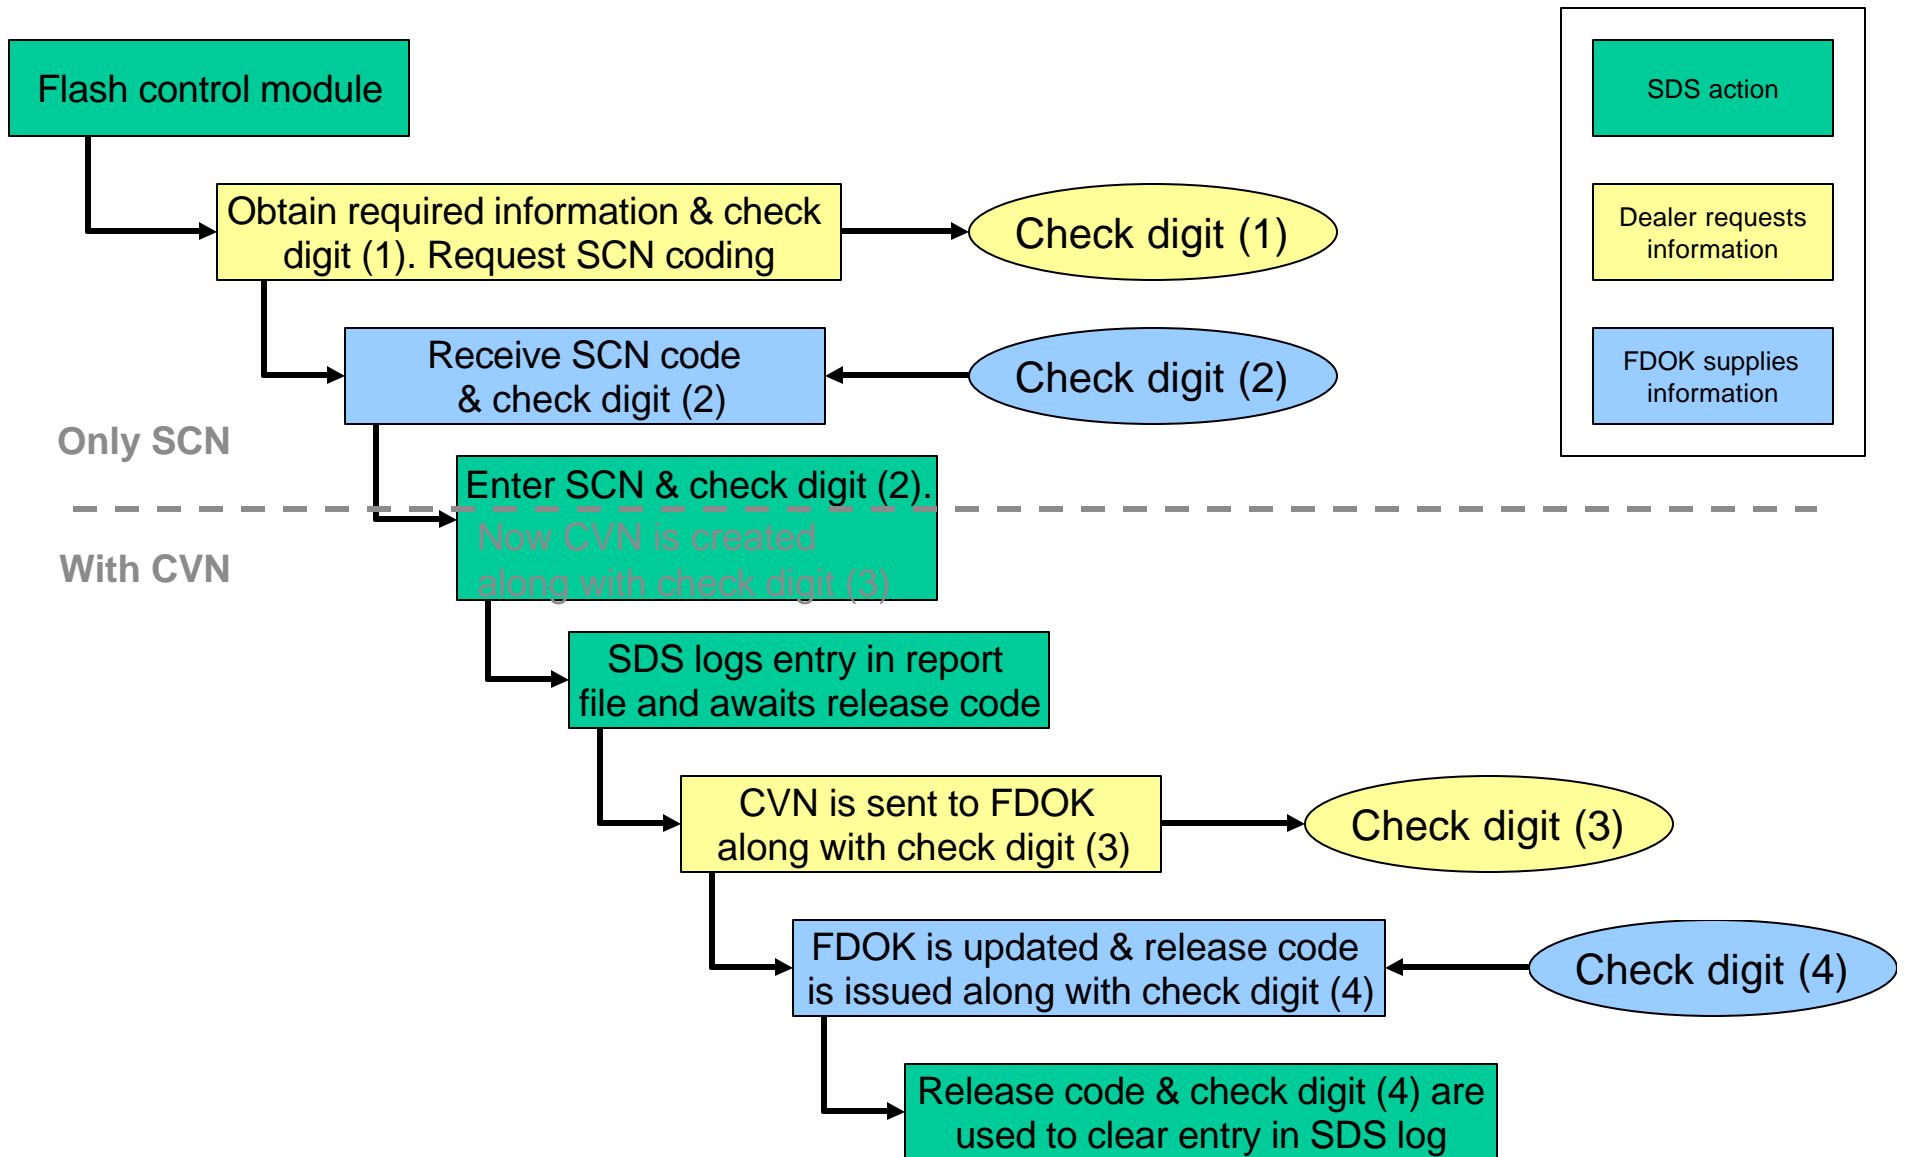 Flash control module
SDS action
Obtain required information & check
digit (1). Request SCN coding
Check digit (1)
Dealer requests
information
Receive SCN code
& check digit (2)
Check digit (2)
FDOK supplies
information
Only SCN
Enter SCN & check digit (2).
Now CVN is created
along with check digit (3)
With CVN
SDS logs entry in report
file and awaits release code
CVN is sent to FDOK
along with check digit (3)
Check digit (3)
FDOK is updated & release code
is issued along with check digit (4)
Check digit (4)
Release code & check digit (4) are
used to clear entry in SDS log